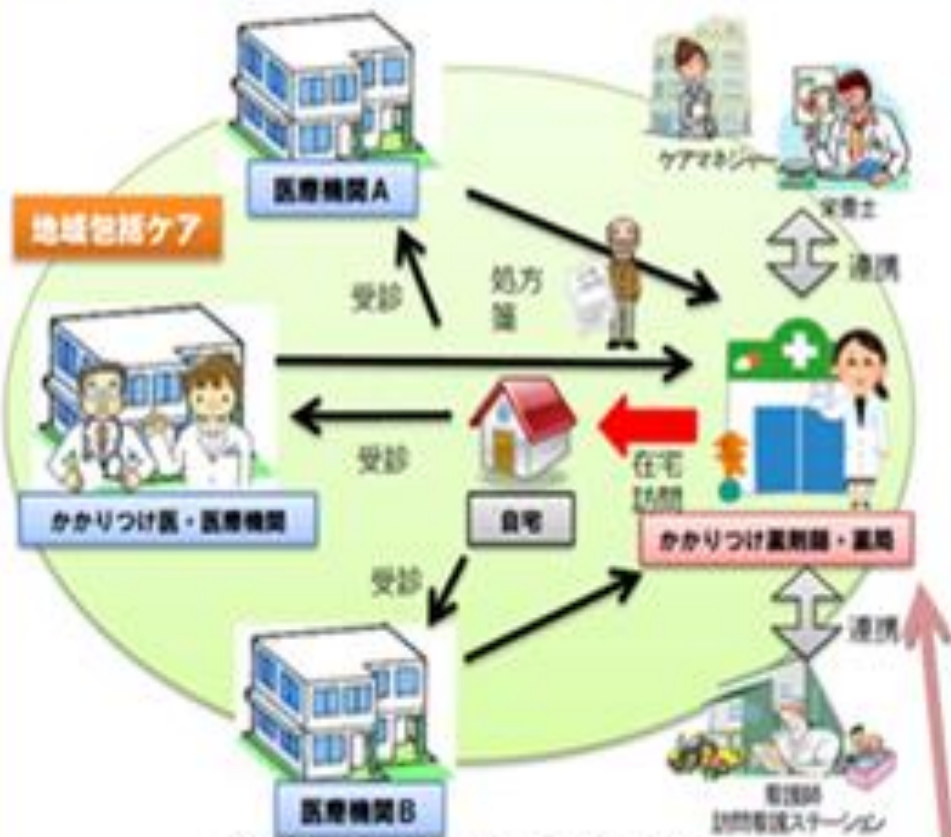 医療機関A
ケアマネジャー
栄養士
地域包括ケア
連携
受診
処方
箋
受診
在宅
訪問
かかりつけ医・医療機関
自宅
かかりつけ薬剤師・薬局
受診
連携
医療機関B
看護師
訪問看護ステーション